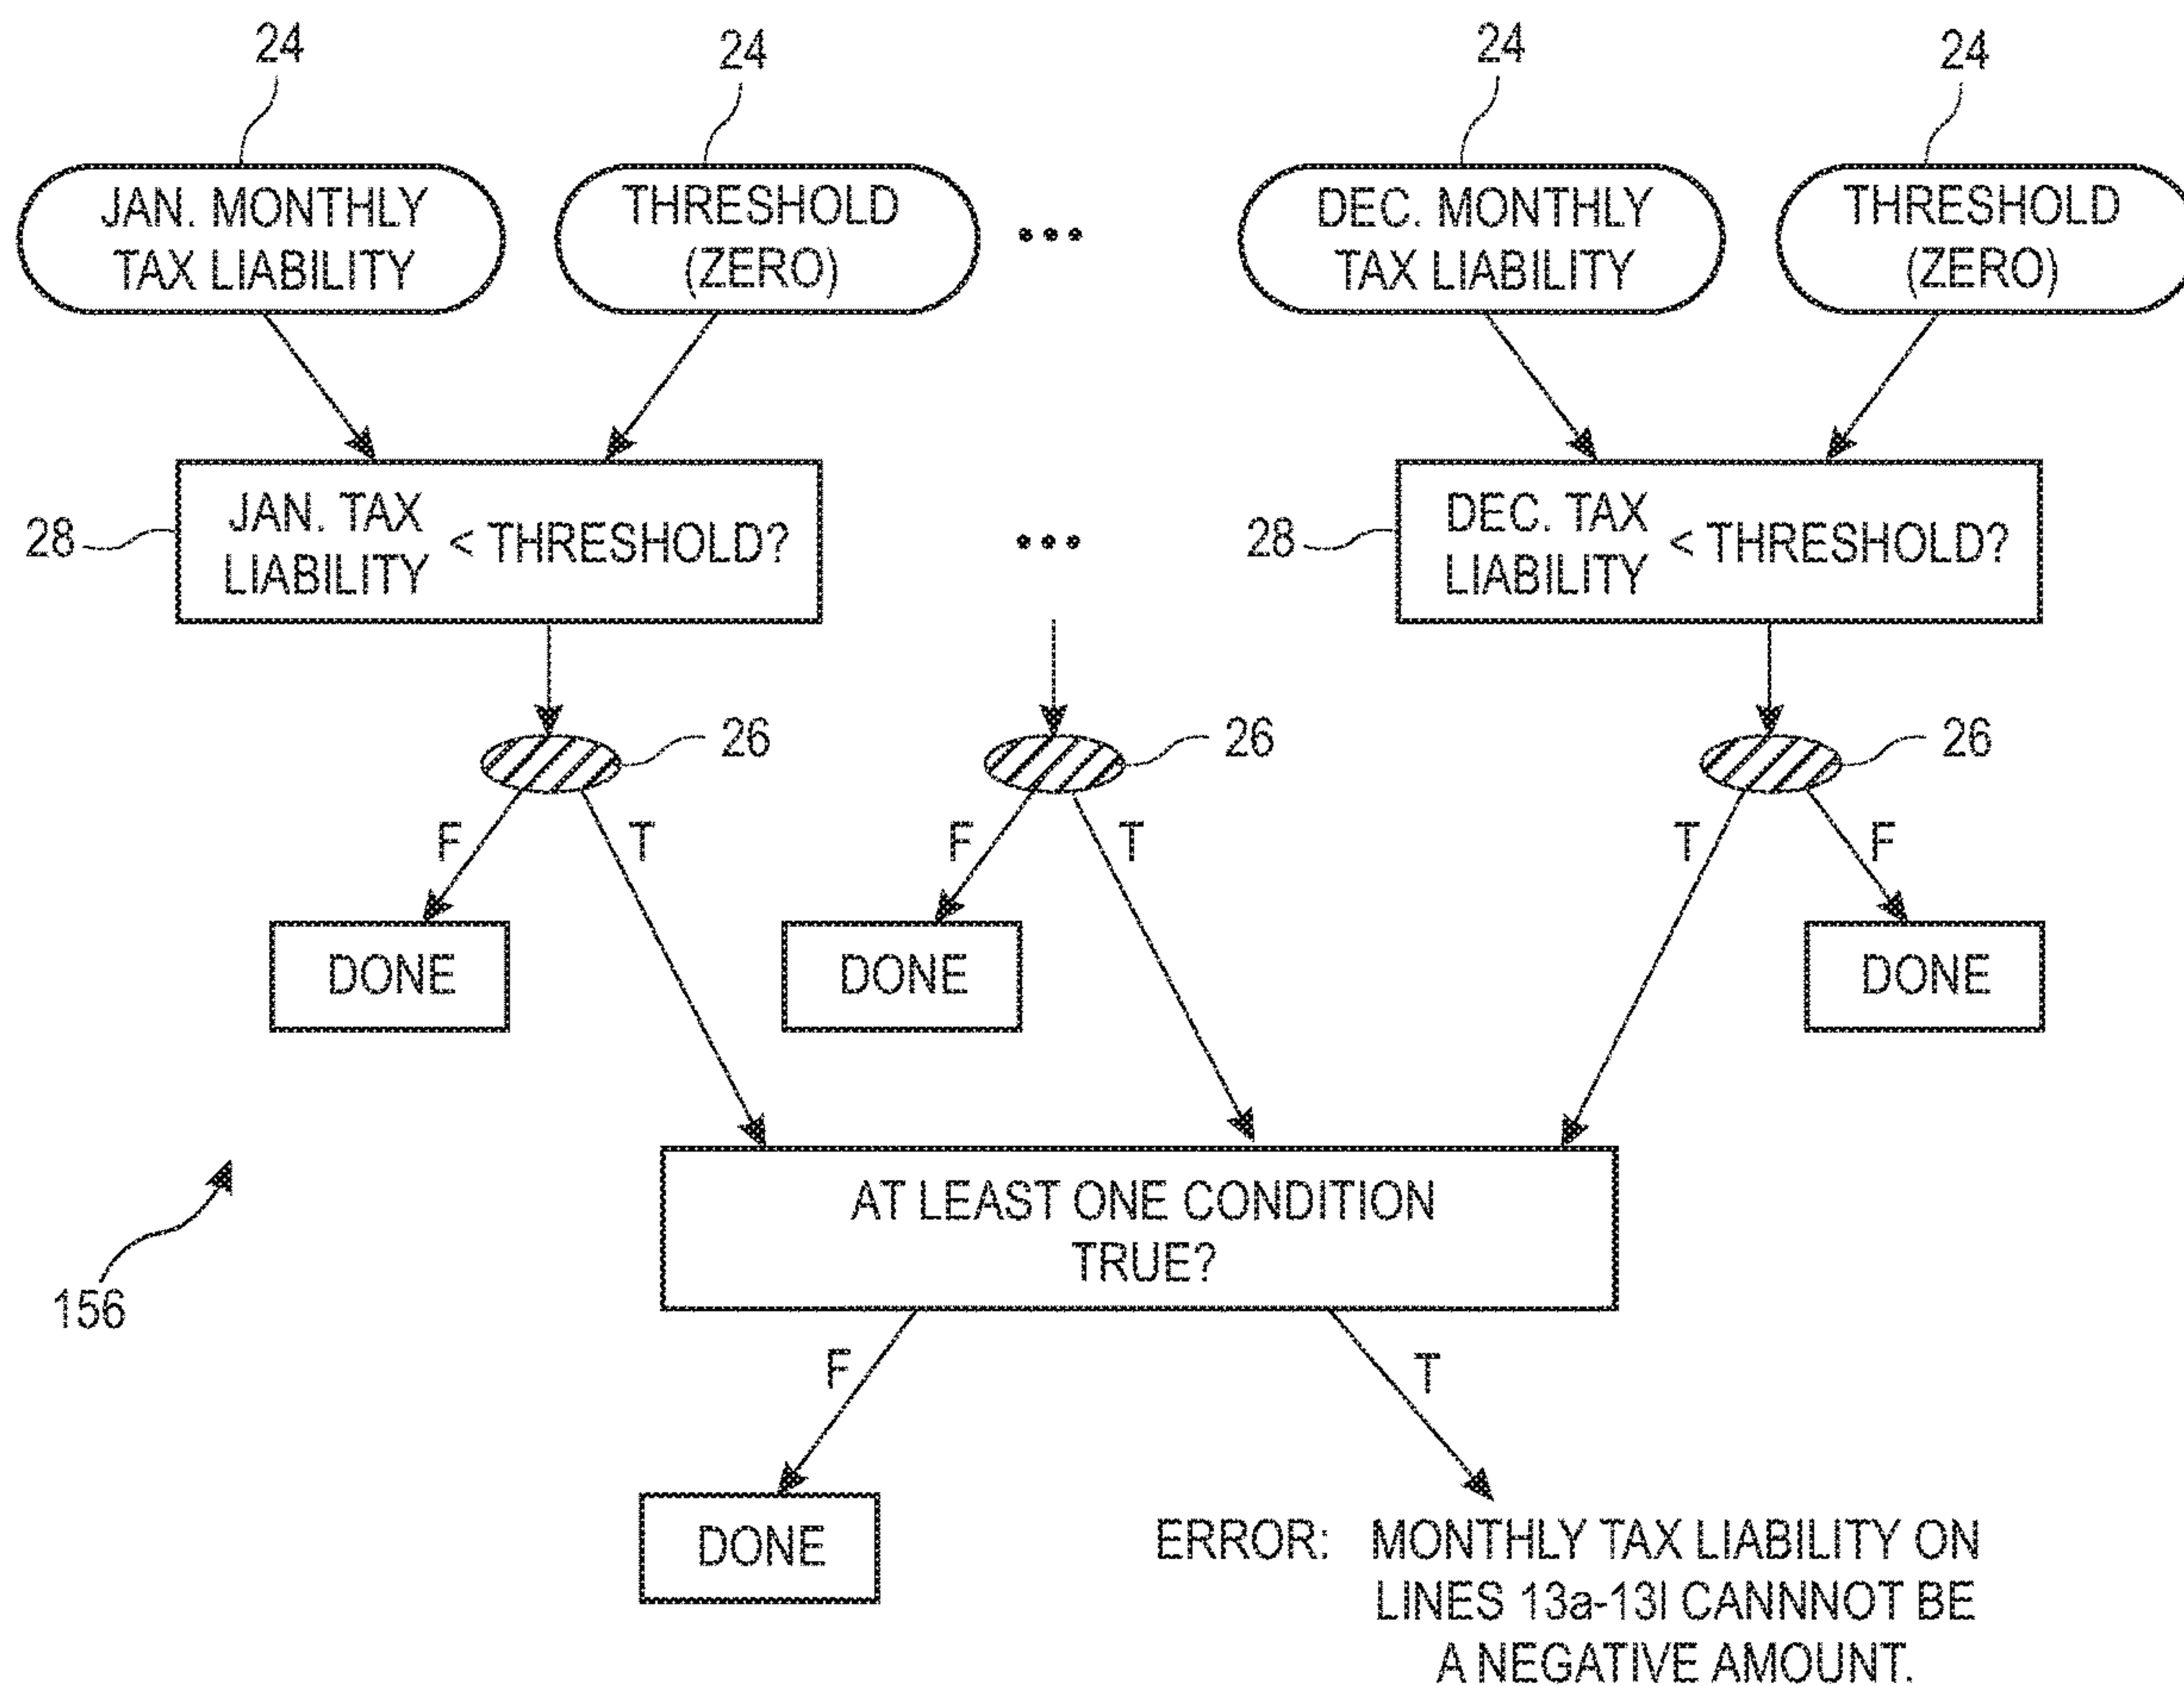 24
24
24
24
JAN. MONTHLY
TAX LIABILITY
THRESHOLD
(ZERO)
...
DEC. MONTHLY
TAX LIABILITY
THRESHOLD
(ZERO)
28
JAN. TAX
LIABILITY
< THRESHOLD?
...
28
DEC. TAX
LIABILITY
< THRESHOLD?
26
26
26
F
T
F
T
T
F
DONE
DONE
DONE
AT LEAST ONE CONDITION
TRUE?
156
F
T
DONE
ERROR: MONTHLY TAX LIABILITY ON
LINES 13a-13l CANNNOT BE
A NEGATIVE AMOUNT.